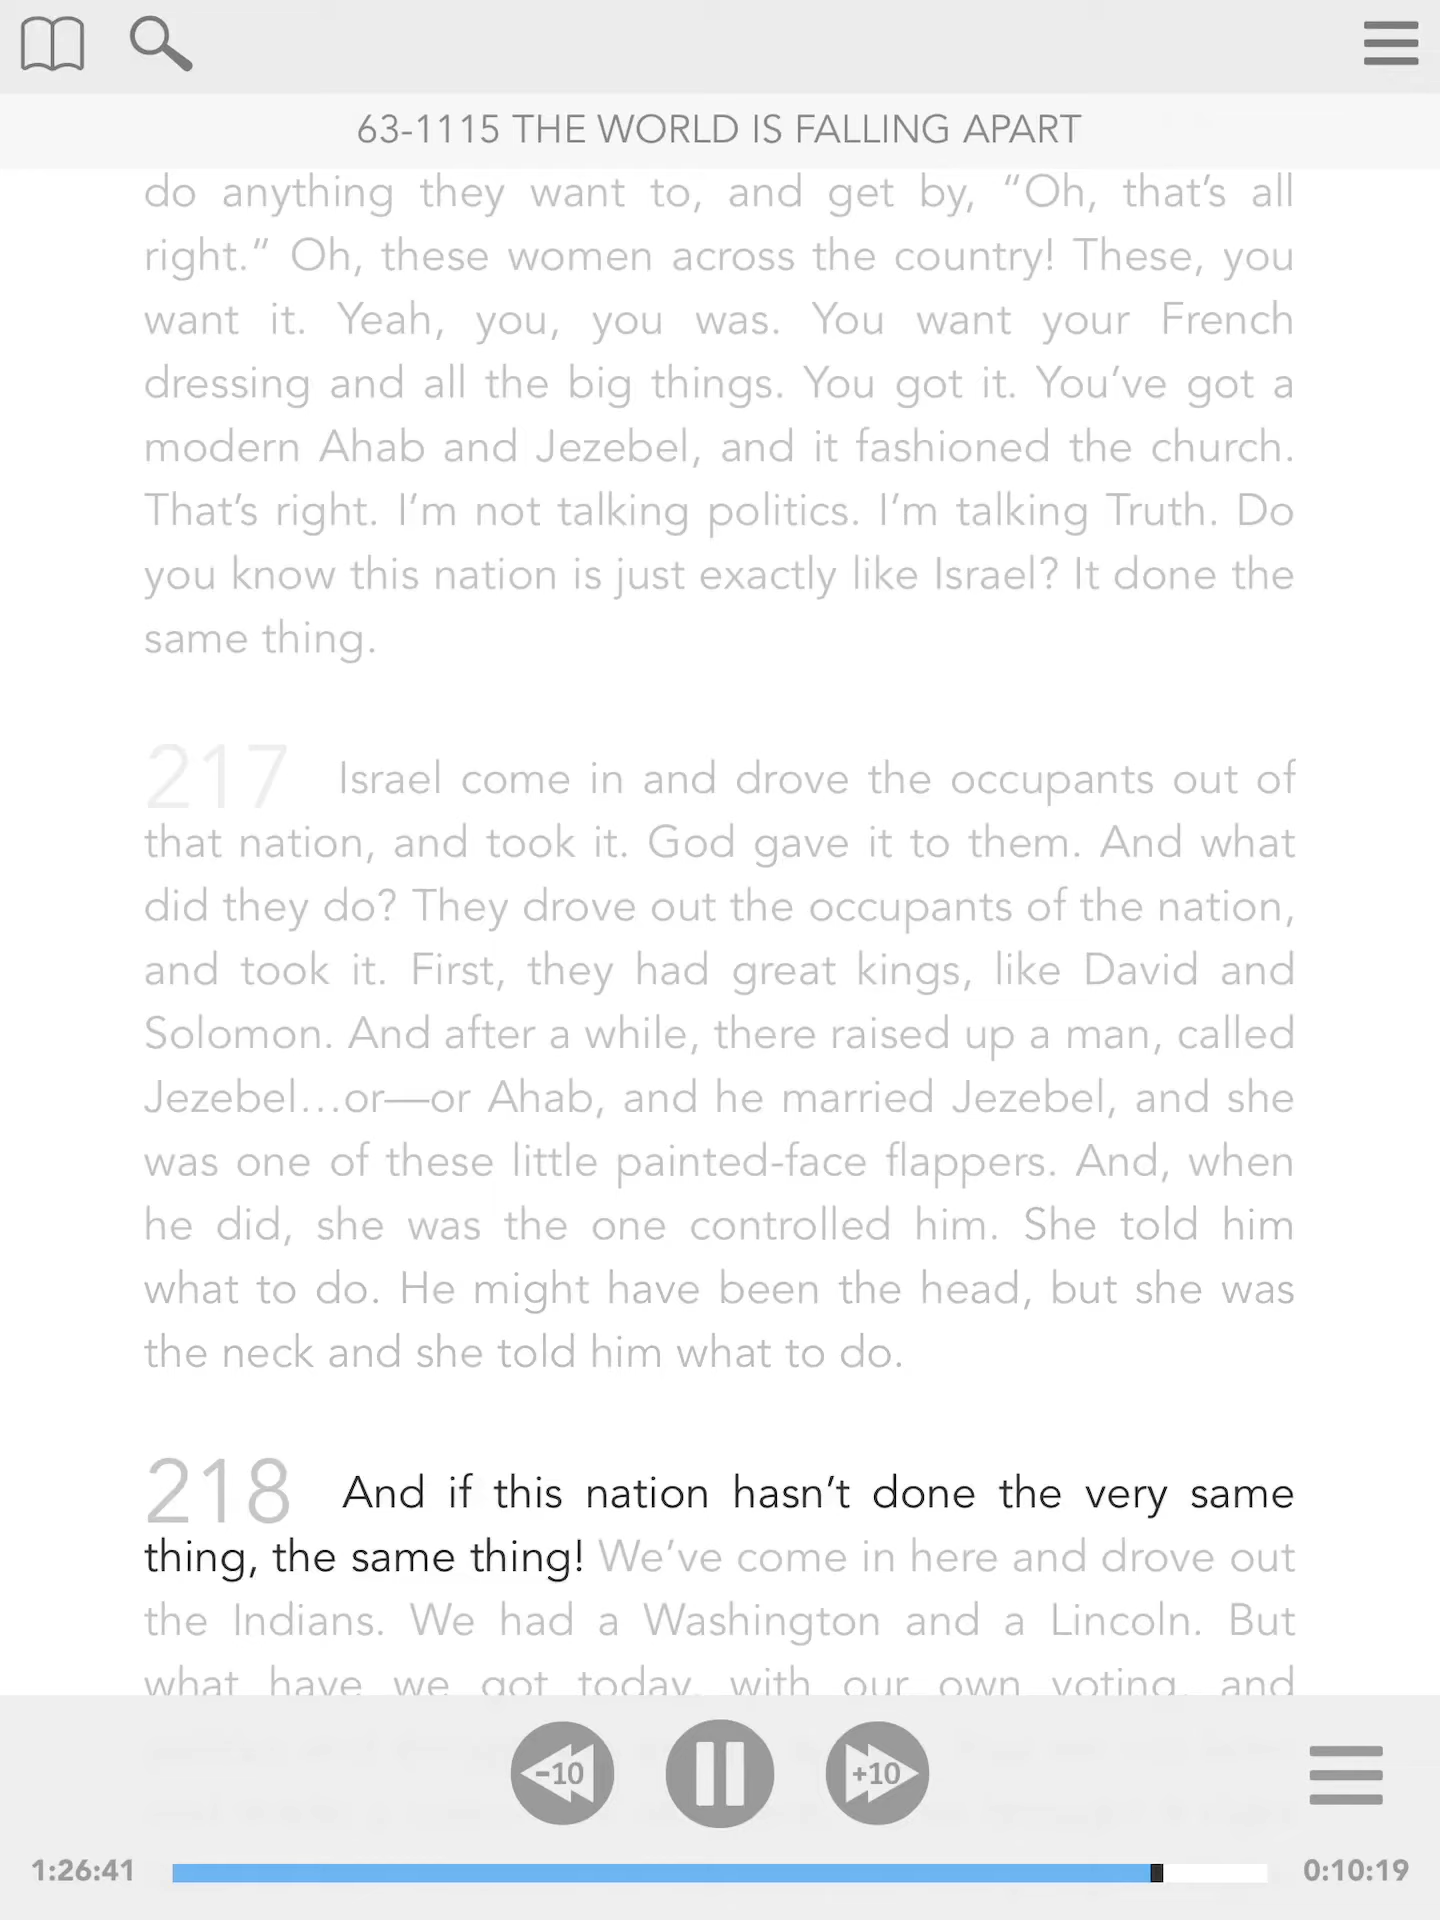 63-1115 THE WORLD IS FALLING APART
do anything they want to, and get by, “Oh, that’s all
right.” Oh, these women across the country! These, you
want it. Yeah, you, you was. You want your French
dressing and all the big things. You got it. You’ve got a
modern Ahab and Jezebel, and it fashioned the church.
That’s right. I’m not talking politics. I’m talking Truth. Do
you know this nation is just exactly like Israel? It done the
same thing.
217 Israel come in and drove the occupants out of
that nation, and took it. God gave it to them. And what
did they do? They drove out the occupants of the nation,
and took it. First, they had great kings, like David and
Solomon. And after a while, there raised up a man, called
Jezebel…or—or Ahab, and he married Jezebel, and she
was one of these little painted-face flappers. And, when
he did, she was the one controlled him. She told him
what to do. He might have been the head, but she was
the neck and she told him what to do.
218 And if this nation hasn’t done the very same
thing, the same thing! We’ve come in here and drove out
the Indians. We had a Washington and a Lincoln. But
what have we got today, with our own voting, and
-10 +10
1:26:41 0:10:19